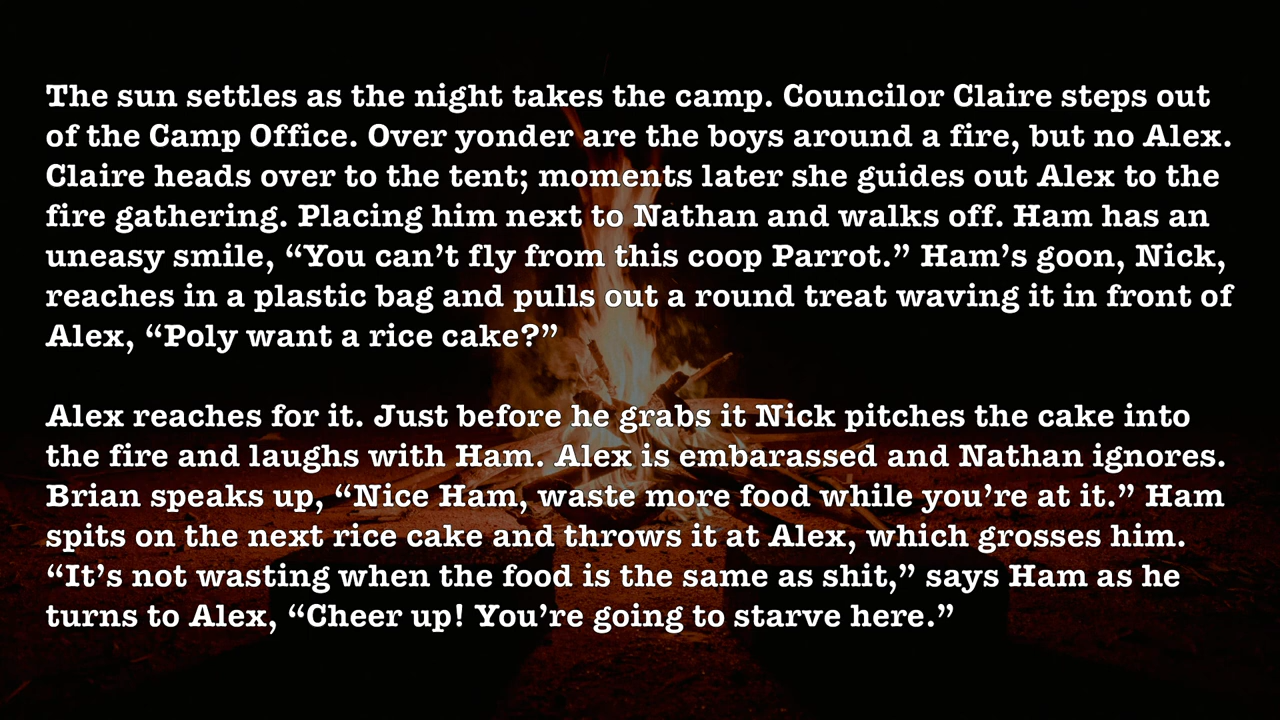 The sun settles as the night takes the camp. Councilor Claire steps out
of the Camp Office. Over yonder are the boys around a fire, but no Alex.
Claire heads over to the tent; moments later she guides out Alex to the
fire gathering. Placing him next to Nathan and walks off. Ham has an
uneasy smile, “You can’t fly from this coop Parrot.” Ham’s goon, Nick,
reaches in a plastic bag and pulls out a round treat waving it in front of
Alex, “Poly want a rice cake?”
Alex reaches for it. Just before he grabs it Nick pitches the cake into
the fire and laughs with Ham. Alex is embarassed and Nathan ignores.
Brian speaks up, “Nice Ham, waste more food while you’re at it.” Ham
spits on the next rice cake and throws it at Alex, which grosses him.
“It’s not wasting when the food is the same as shit,” says Ham as he
turns to Alex, “Cheer up! You’re going to starve here.”